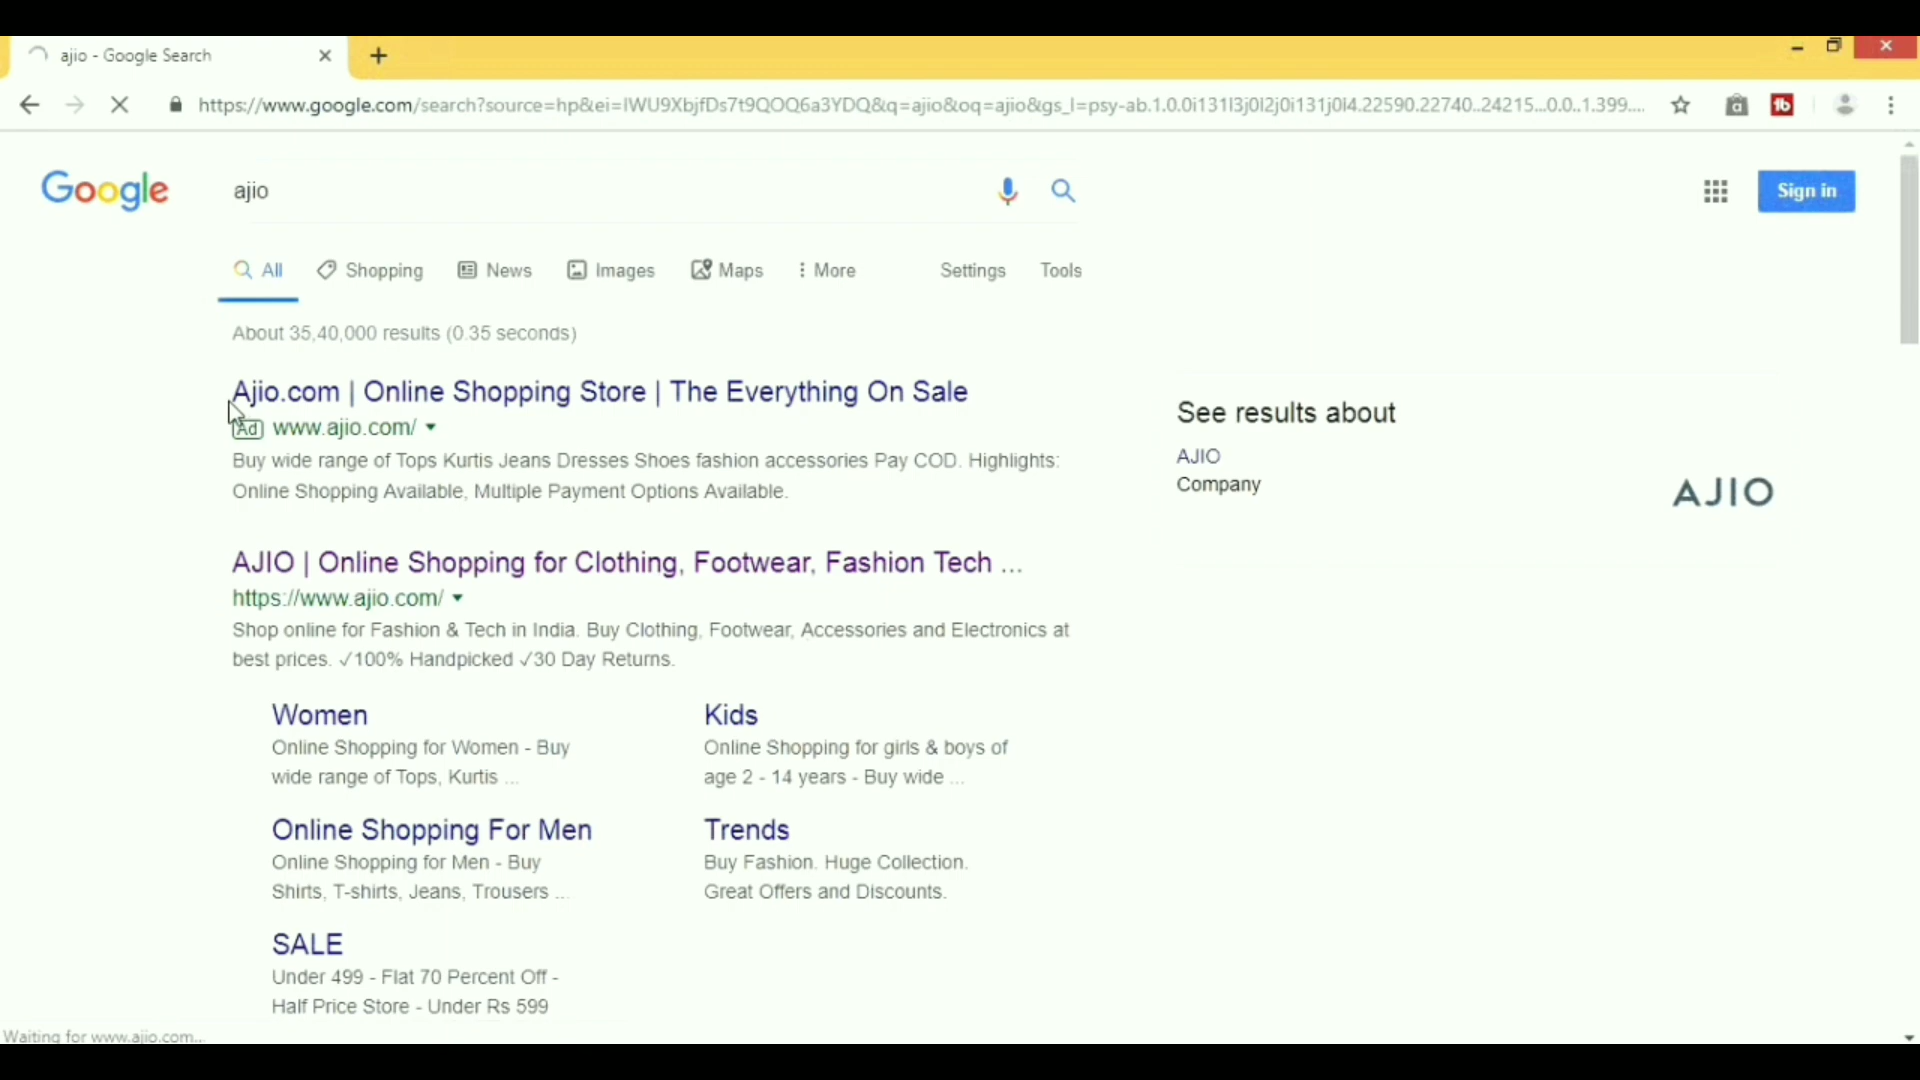 ajio - Google Search
https://www.google.com/search?source=hp&ei=IWU9XbjfDs7t9QOQ6a3YDQ&q=ajio&oq=ajio&gs_l=psy-ab.1.0.0i131l3j0l2j0i131j0l4.22590.22740..24215...0.0..1.399....
Google
ajio
Sign in
All Shopping News Images Maps More Settings Tools
About 35,40,000 results (0.35 seconds)
Ajio.com | Online Shopping Store | The Everything On Sale
Ad www.ajio.com/
Buy wide range of Tops Kurtis Jeans Dresses Shoes fashion accessories Pay COD. Highlights:
Online Shopping Available, Multiple Payment Options Available.
See results about
AJIO
Company
AJIO
AJIO | Online Shopping for Clothing, Footwear, Fashion Tech ...
https://www.ajio.com/
Shop online for Fashion & Tech in India. Buy Clothing, Footwear, Accessories and Electronics at
best prices. ✓100% Handpicked ✓30 Day Returns.
Women
Online Shopping for Women - Buy
wide range of Tops, Kurtis ...
Kids
Online Shopping for girls & boys of
age 2 - 14 years - Buy wide ...
Online Shopping For Men
Online Shopping for Men - Buy
Shirts, T-shirts, Jeans, Trousers ...
Trends
Buy Fashion. Huge Collection.
Great Offers and Discounts.
SALE
Under 499 - Flat 70 Percent Off -
Half Price Store - Under Rs 599
Waiting for www.ajio.com...